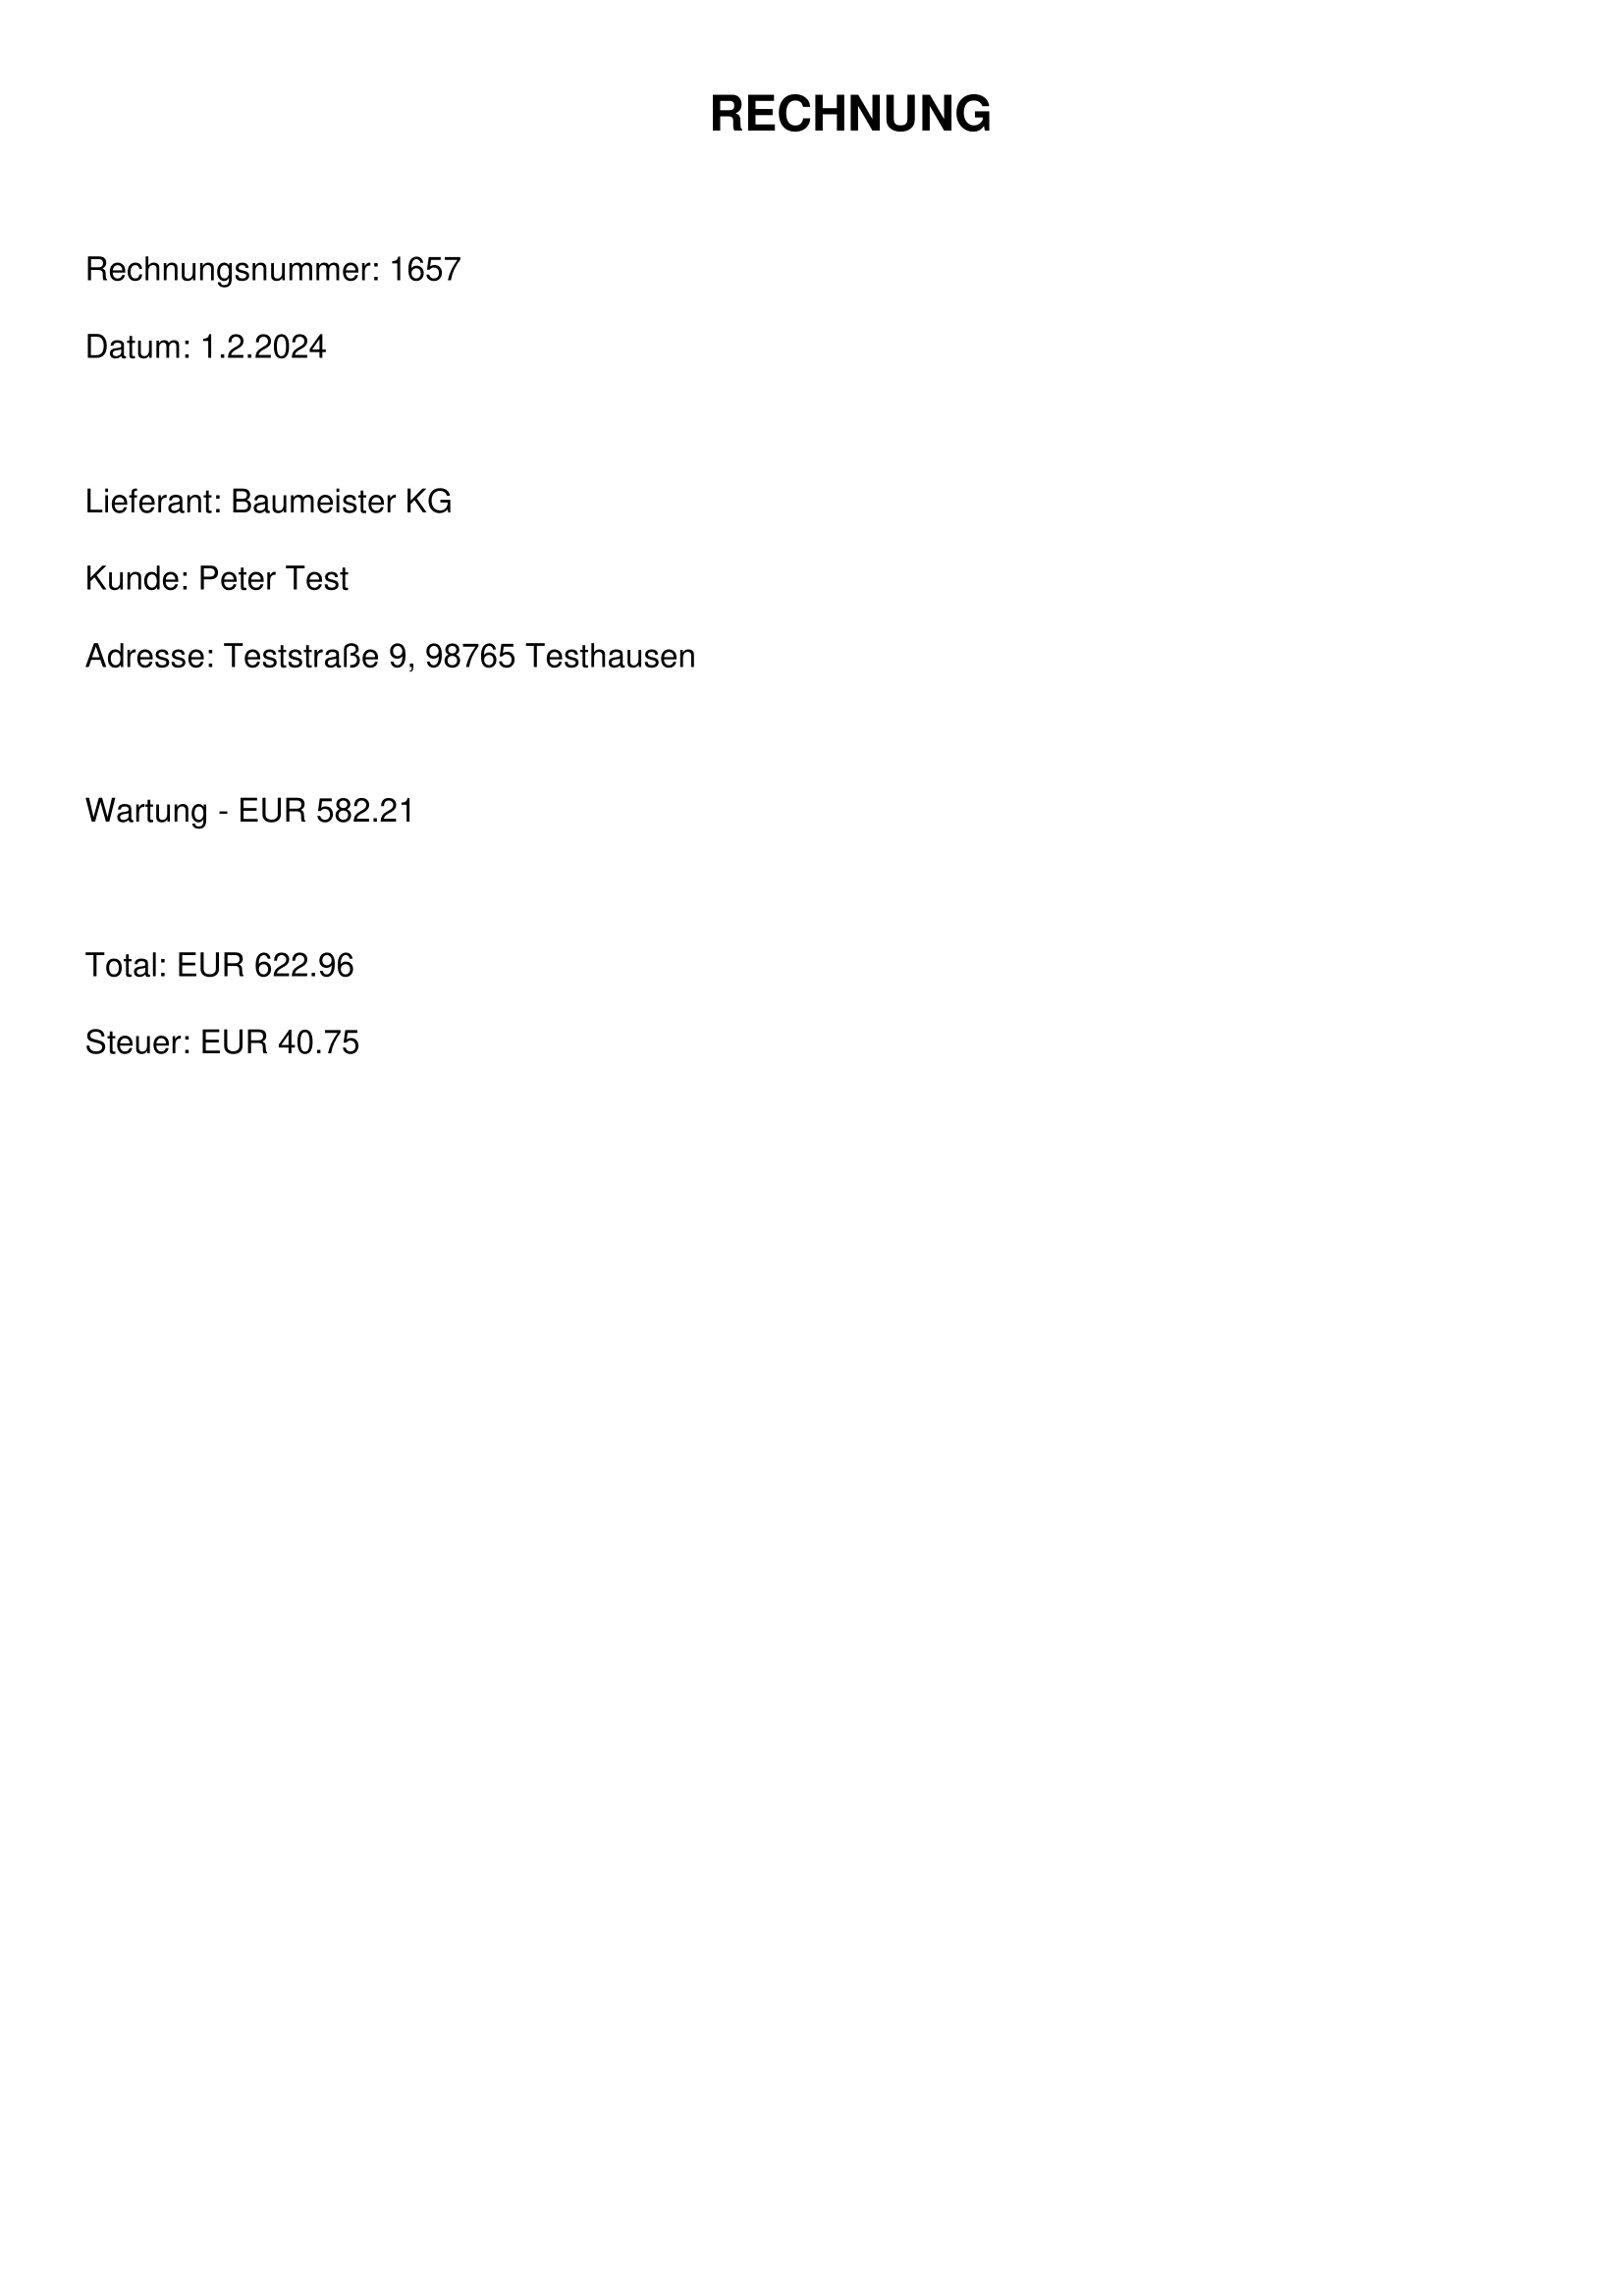 RECHNUNG
Rechnungsnummer: 1657
Datum: 1.2.2024
Lieferant: Baumeister KG
Kunde: Peter Test
Adresse: Teststraße 9, 98765 Testhausen
Wartung - EUR 582.21
Total: EUR 622.96
Steuer: EUR 40.75